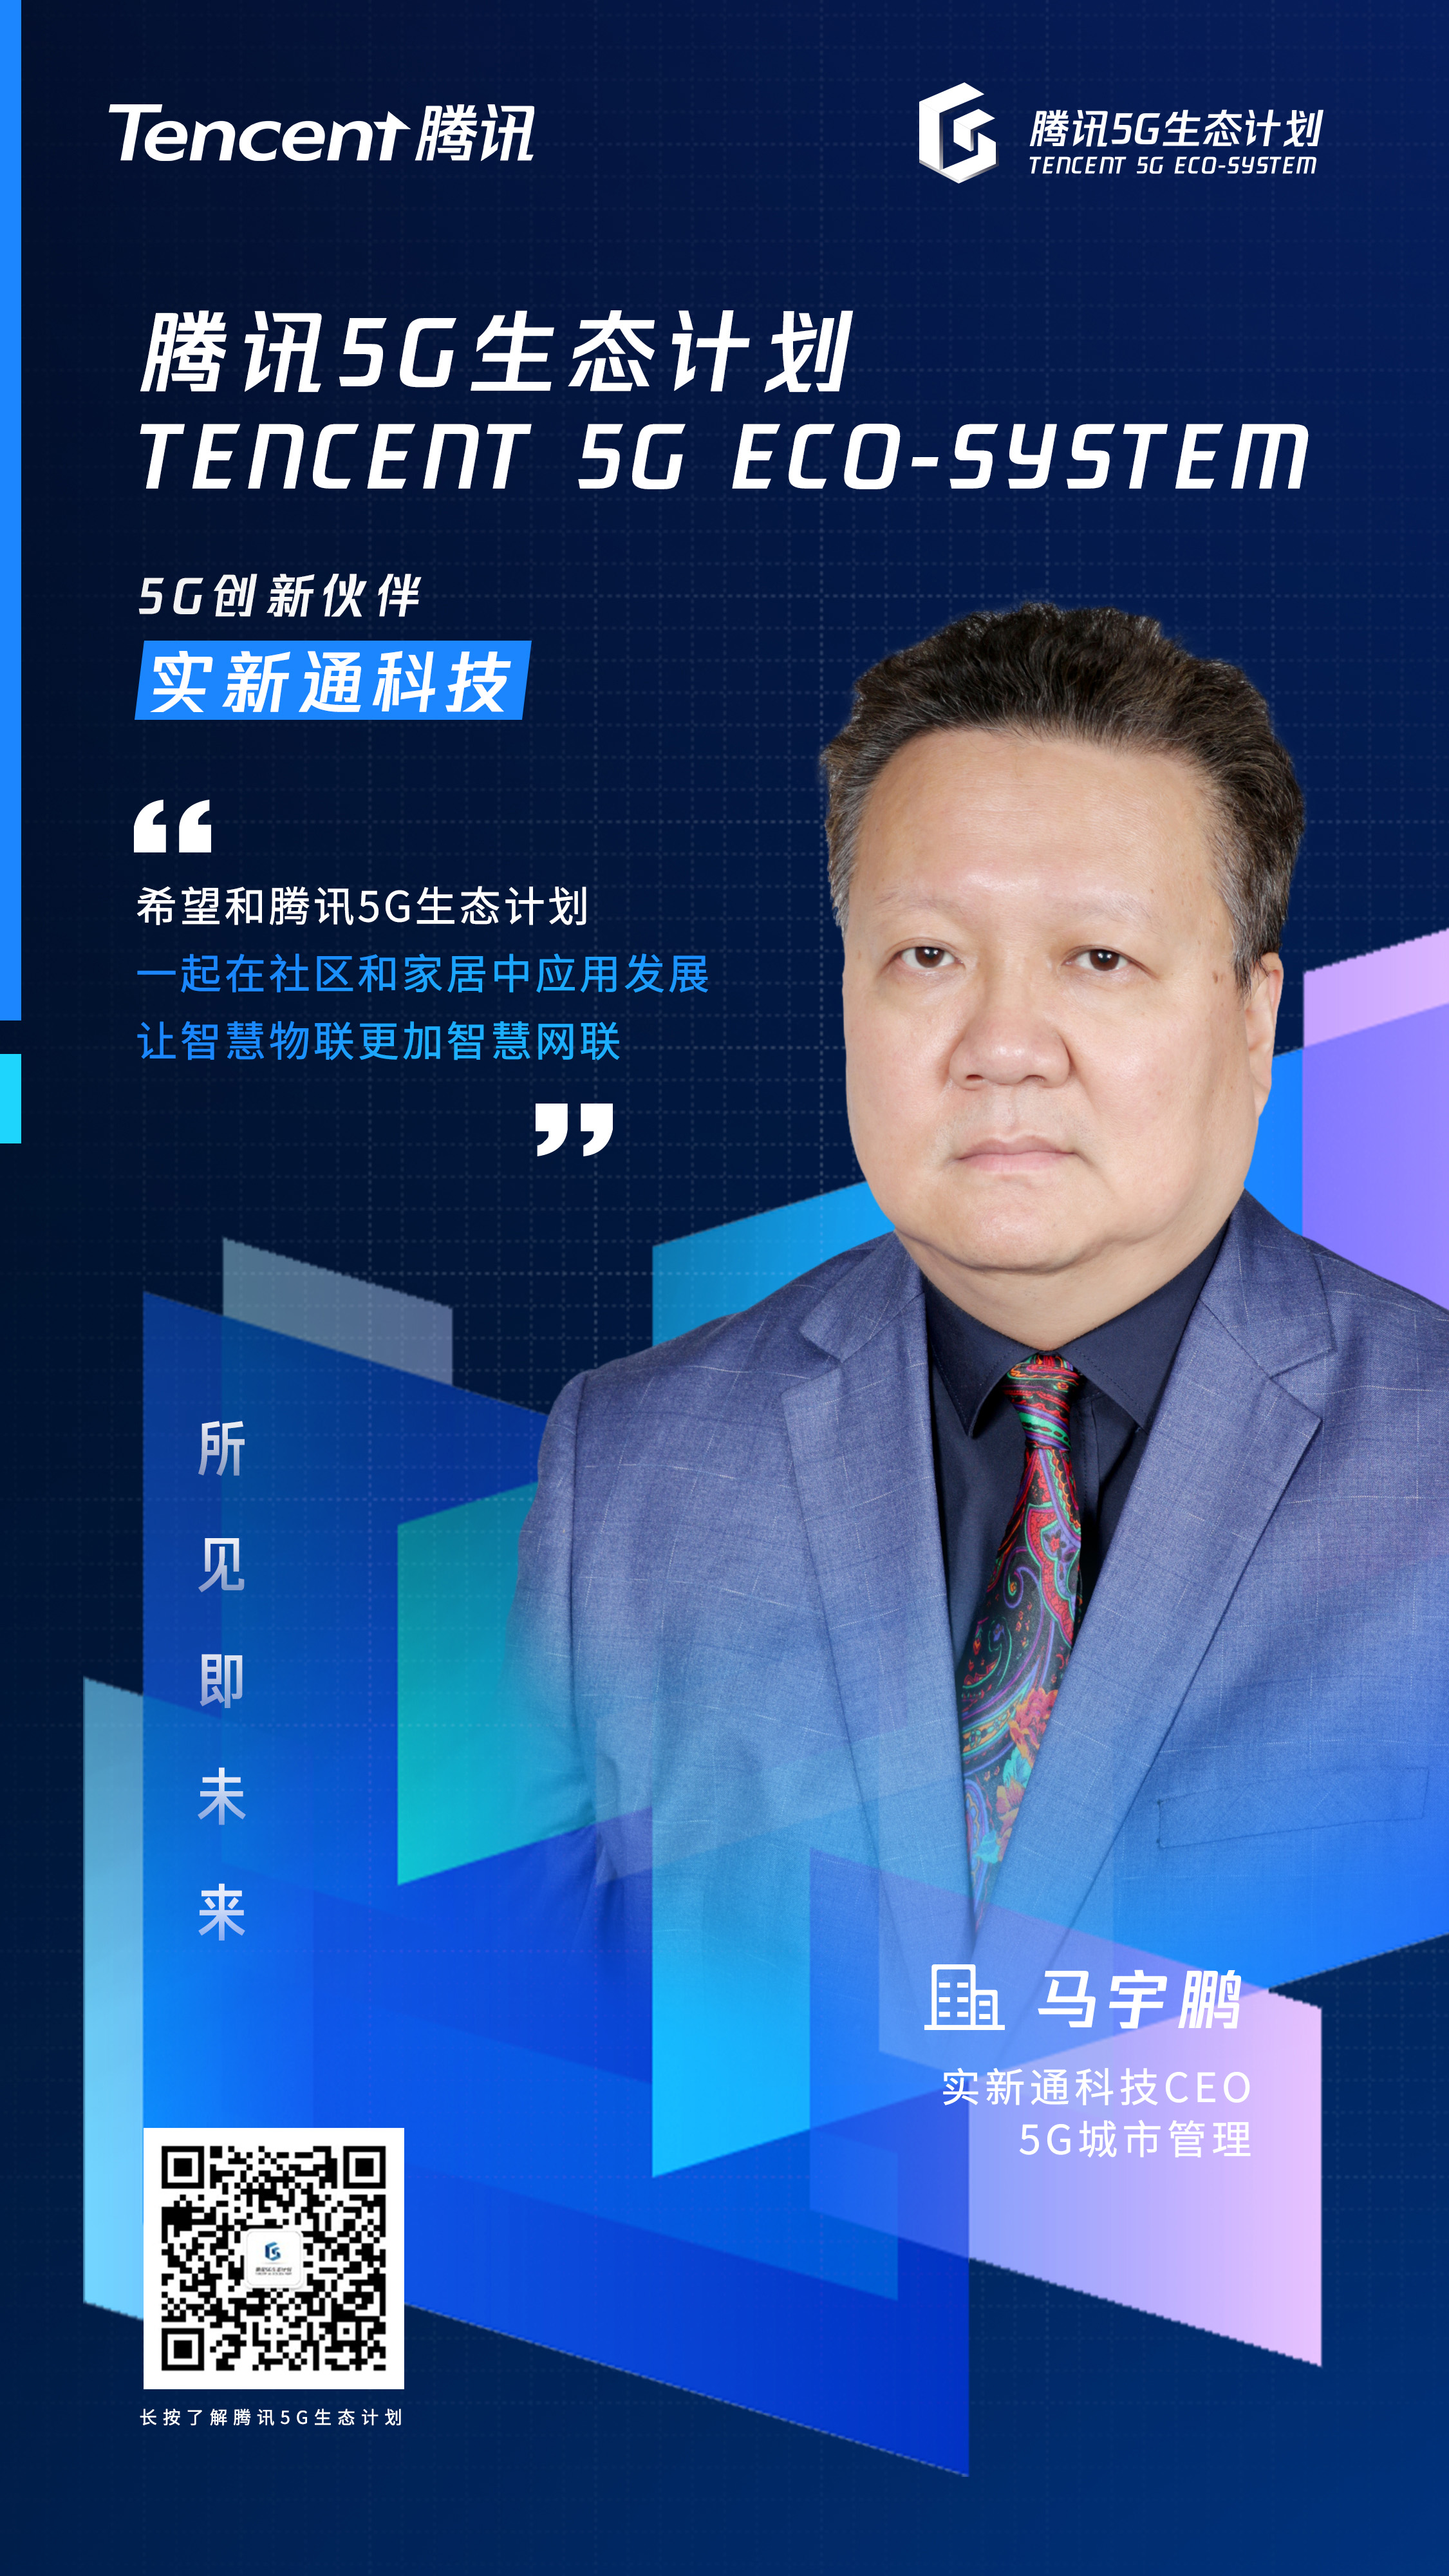 Tencent 腾讯
腾讯5G生态计划
TENCENT 5G ECO-SYSTEM
腾讯5G生态计划
TENCENT 5G ECO-SYSTEM
5G创新伙伴
实新通科技
“
希望和腾讯5G生态计划
一起在社区和家居中应用发展
让智慧物联更加智慧网联
”
所见即未来
马宇鹏
实新通科技CEO
5G城市管理
长按了解腾讯5G生态计划